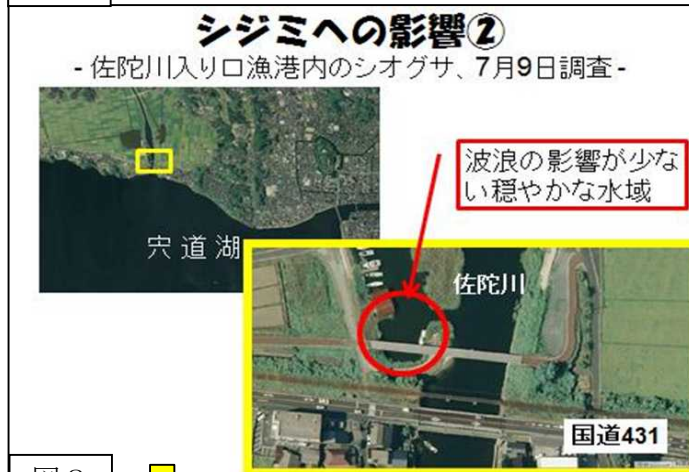 シジミへの影響②
- 佐陀川入り口漁港内のシオグサ、7月9日調査 -
波浪の影響が少な
い穏やかな水域
宍道湖
佐陀川
国道431